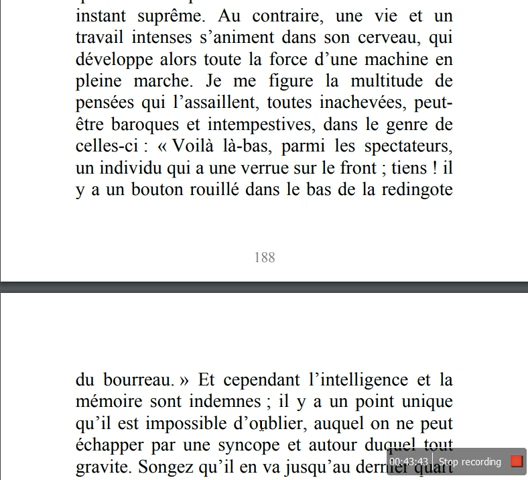 instant suprême. Au contraire, une vie et un
travail intenses s’animent dans son cerveau, qui
développe alors toute la force d’une machine en
pleine marche. Je me figure la multitude de
pensées qui l’assaillent, toutes inachevées, peut-
être baroques et intempestives, dans le genre de
celles-ci : « Voilà là-bas, parmi les spectateurs,
un individu qui a une verrue sur le front ; tiens ! il
y a un bouton rouillé dans le bas de la redingote
188
du bourreau. » Et cependant l’intelligence et la
mémoire sont indemnes ; il y a un point unique
qu’il est impossible d’oublier, auquel on ne peut
échapper par une syncope et autour duquel tout
gravite. Songez qu’il en va jusqu’au dernier quart
00:43:43 Stop recording